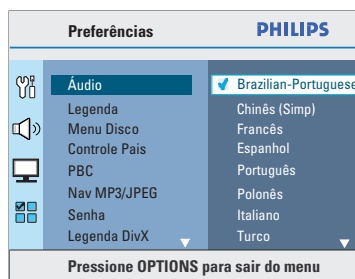 Preferências
PHILIPS
Áudio
Legenda
Menu Disco
Controle Pais
PBC
Nav MP3/JPEG
Senha
Legenda DivX
Brazilian-Portuguese
Chinês (Simp)
Francês
Espanhol
Português
Polonês
Italiano
Turco
Pressione OPTIONS para sair do menu